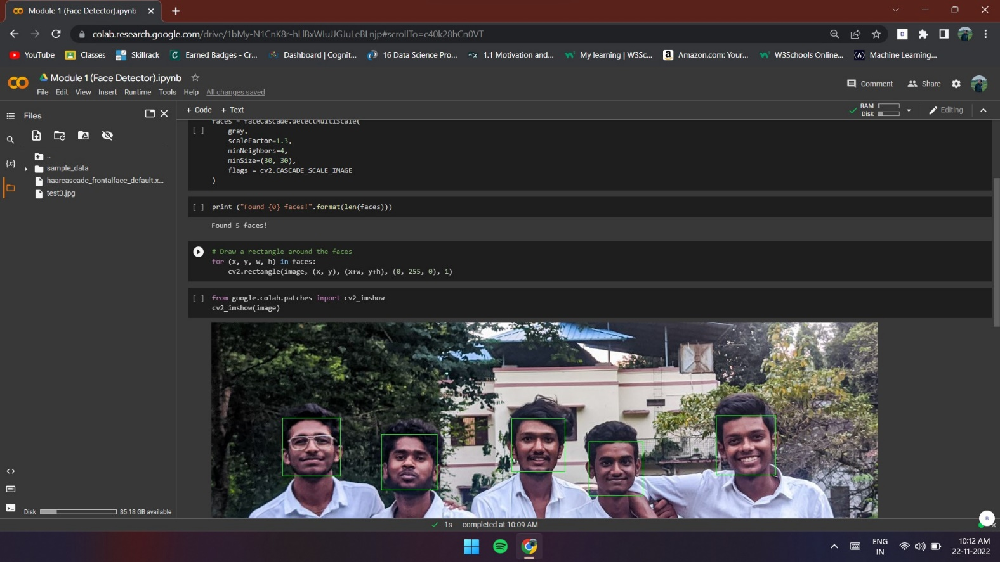 Module 1 (Face Detector).ipynb -
colab.research.google.com/drive/1bMy-N1CnK8r-hLlBxWIuJJGJuLeBLnjp#scrollTo=c40k28hCn0VT
B
YouTube Classes Skillrack Earned Badges - Cr... Dashboard | Cognit... 16 Data Science Pro... edX 1.1 Motivation and... My learning | W3Sc... Amazon.com: Your... W3Schools Online... Machine Learning...
Module 1 (Face Detector).ipynb
Comment Share
File Edit View Insert Runtime Tools Help All changes saved
Files
+ Code + Text
RAM
Disk
Editing
..
sample_data
haarcascade_frontalface_default.x...
test3.jpg
{x}
faces = faceCascade.detectMultiScale(
[ ] gray,
scaleFactor=1.3,
minNeighbors=4,
minSize=(30, 30),
flags = cv2.CASCADE_SCALE_IMAGE
)
[ ] print ("Found {0} faces!".format(len(faces)))
Found 5 faces!
# Draw a rectangle around the faces
for (x, y, w, h) in faces:
cv2.rectangle(image, (x, y), (x+w, y+h), (0, 255, 0), 1)
[ ] from google.colab.patches import cv2_imshow
cv2_imshow(image)
Disk 85.18 GB available
1s completed at 10:09 AM
B
ENG
IN
10:12 AM
22-11-2022